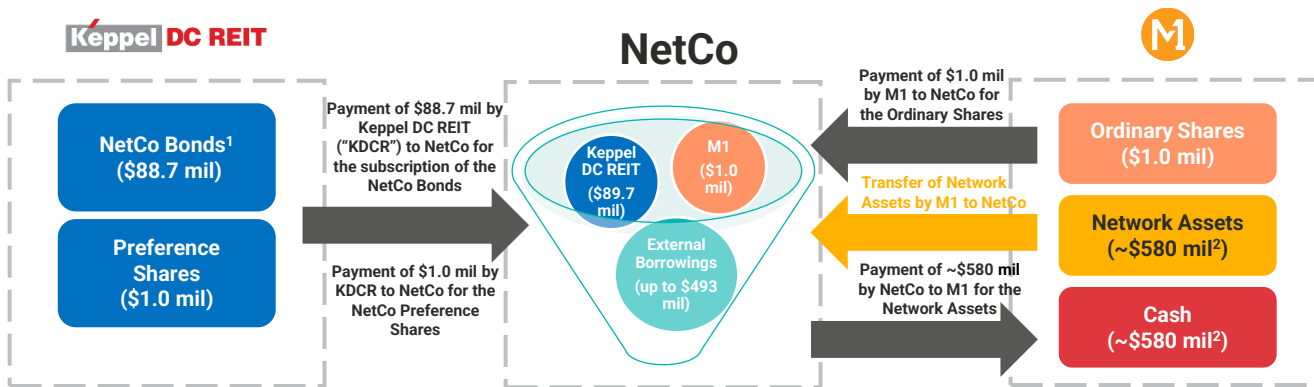 Keppel DC REIT
NetCo
M1
NetCo Bonds¹
($88.7 mil)
Preference
Shares
($1.0 mil)
Payment of $88.7 mil by
Keppel DC REIT
(“KDCR”) to NetCo for
the subscription of the
NetCo Bonds
Payment of $1.0 mil by
KDCR to NetCo for the
NetCo Preference
Shares
Keppel
DC REIT
($89.7
mil)
M1
($1.0
mil)
External
Borrowings
(up to $493
mil)
Payment of $1.0 mil
by M1 to NetCo for
the Ordinary Shares
Transfer of Network
Assets by M1 to NetCo
Payment of ~$580 mil
by NetCo to M1 for the
Network Assets
Ordinary Shares
($1.0 mil)
Network Assets
(~$580 mil²)
Cash
(~$580 mil²)